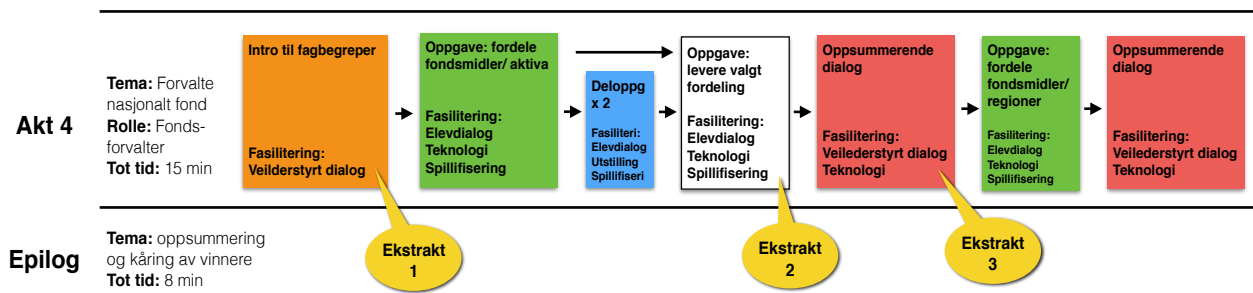 Akt 4
Tema: Forvalte
nasjonalt fond
Rolle: Fonds-
forvalter
Tot tid: 15 min
Intro til fagbegreper
Fasilitering:
Veilderstyrt dialog
Oppgave: fordele
fondsmidler/ aktiva
Fasilitering:
Elevdialog
Teknologi
Spillifisering
Deloppg
x 2
Fasiliteri:
Elevdialog
Utstilling
Spillifiseri
Oppgave:
levere valgt
fordeling
Fasilitering:
Elevdialog
Teknologi
Spillifisering
Oppsummerende
dialog
Fasilitering:
Veilederstyrt dialog
Teknologi
Oppgave:
fordele
fondsmidler/
regioner
Fasilitering:
Elevdialog
Teknologi
Spillifisering
Oppsummerende
dialog
Fasilitering:
Veilederstyrt dialog
Teknologi
Ekstrakt
1
Ekstrakt
2
Ekstrakt
3
Epilog
Tema: oppsummering
og kåring av vinnere
Tot tid: 8 min